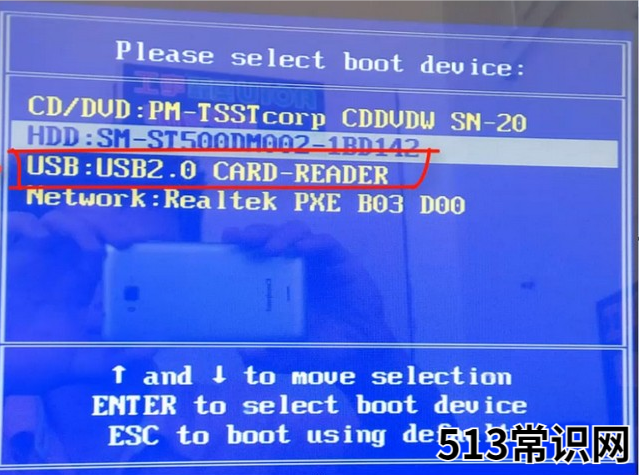 Please select boot device:
CD/DVD:PM-TSSTcorp CDDVDW SN-20
HDD:SM-ST500DM002-1BD142
USB:USB2.0 CARD-READER
Network:Realtek PXE B03 D00
↑ and ↓ to move selection
ENTER to select boot device
ESC to boot using
513常识网